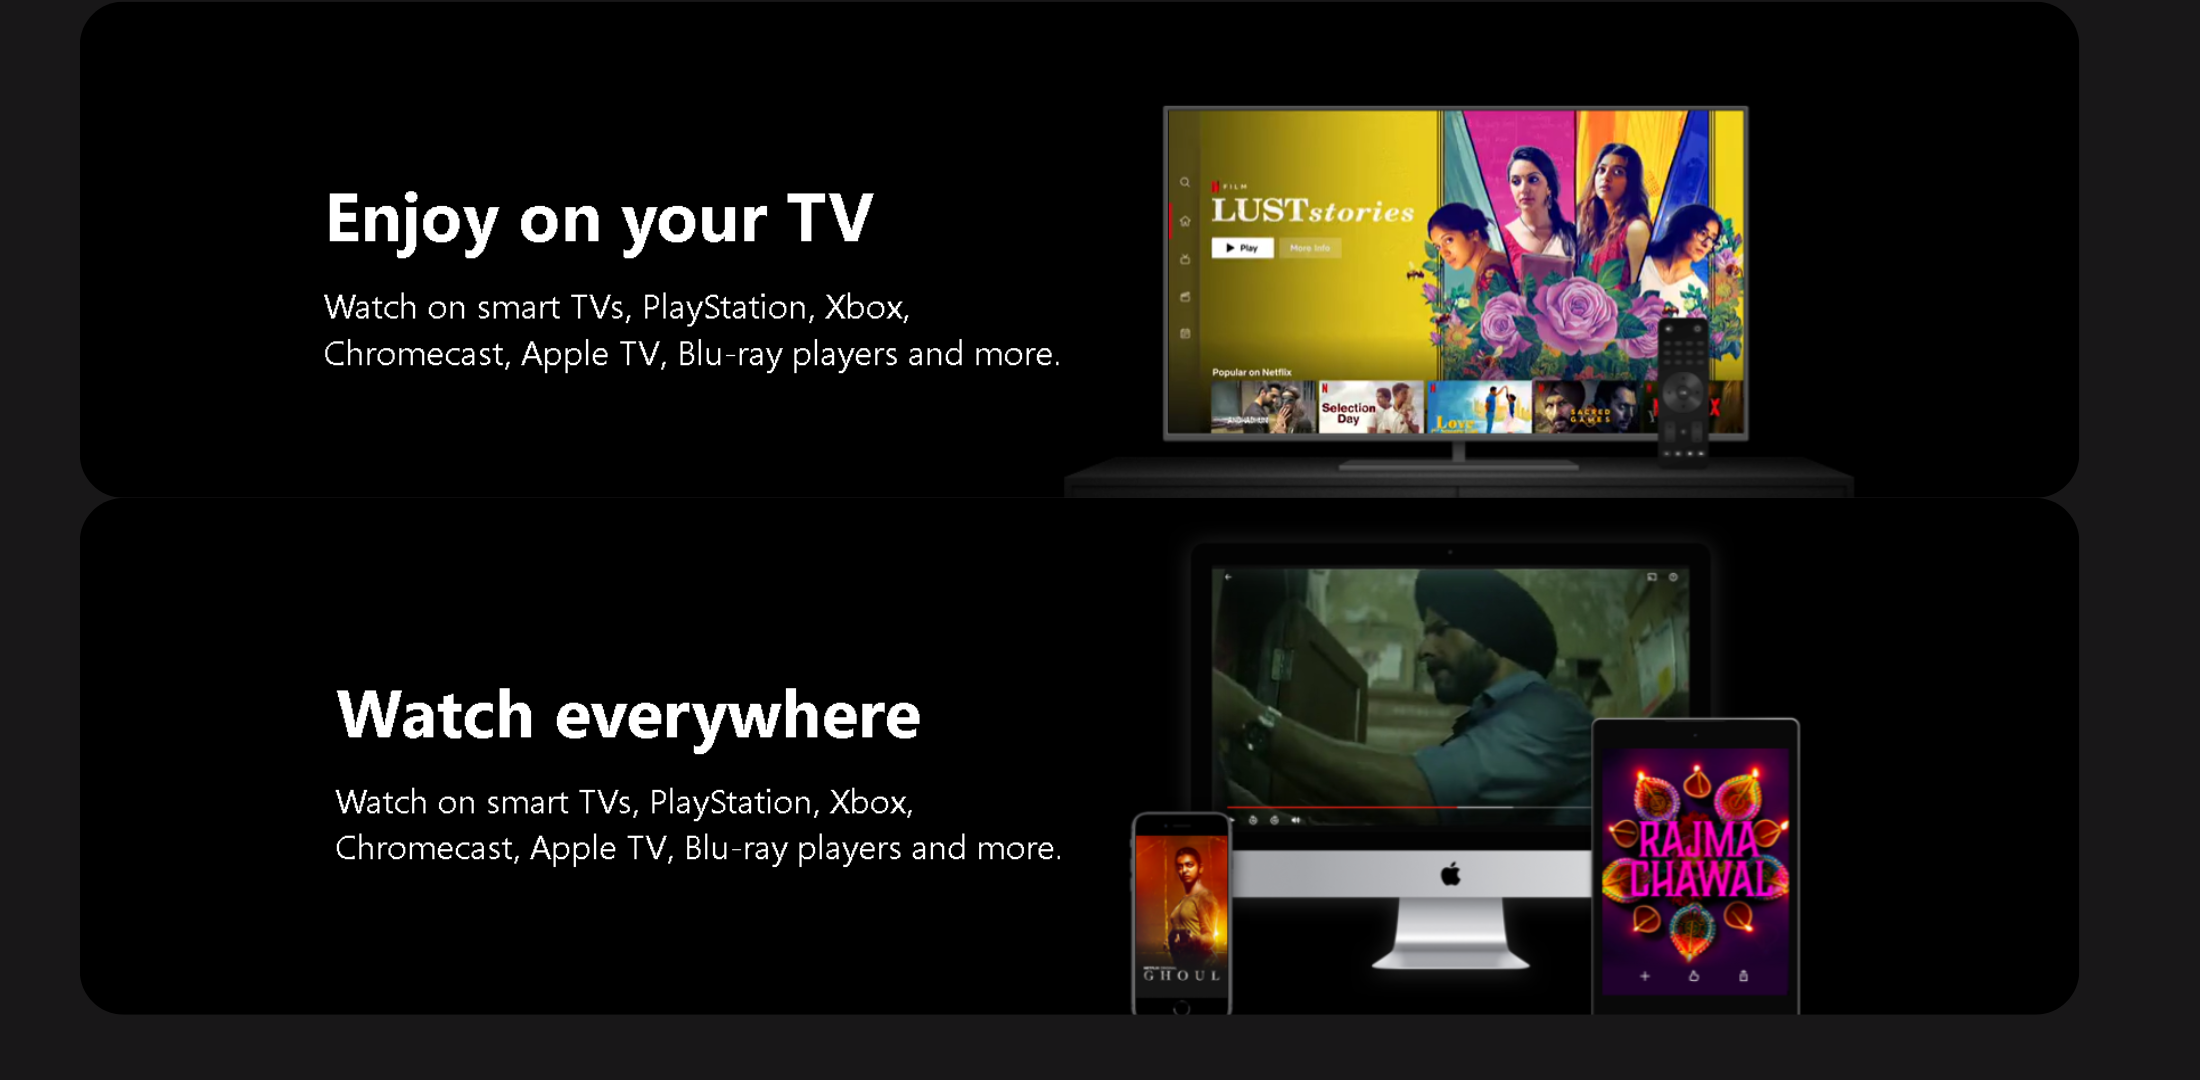 Enjoy on your TV
Watch on smart TVs, PlayStation, Xbox,
Chromecast, Apple TV, Blu-ray players and more.
FILM
LUST stories
Play
More Info
Popular on Netflix
ANDHADHUN
Selection
Day
Love
SACRED
GAMES
Watch everywhere
Watch on smart TVs, PlayStation, Xbox,
Chromecast, Apple TV, Blu-ray players and more.
GHOUL
RAJMA
CHAWAL